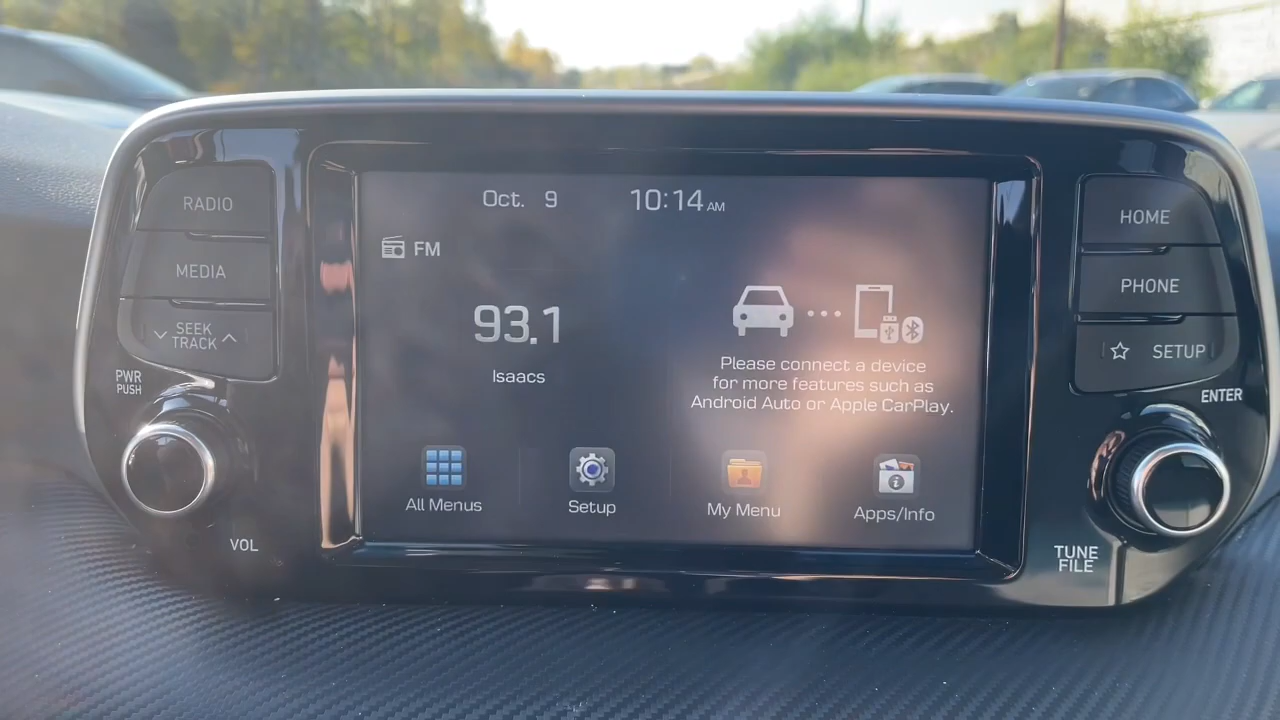 RADIO
MEDIA
SEEK
TRACK
PWR
PUSH
VOL
Oct. 9 10:14 AM
FM
93.1
Isaacs
Please connect a device
for more features such as
Android Auto or Apple CarPlay.
All Menus
Setup
My Menu
Apps/Info
HOME
PHONE
SETUP
ENTER
TUNE
FILE